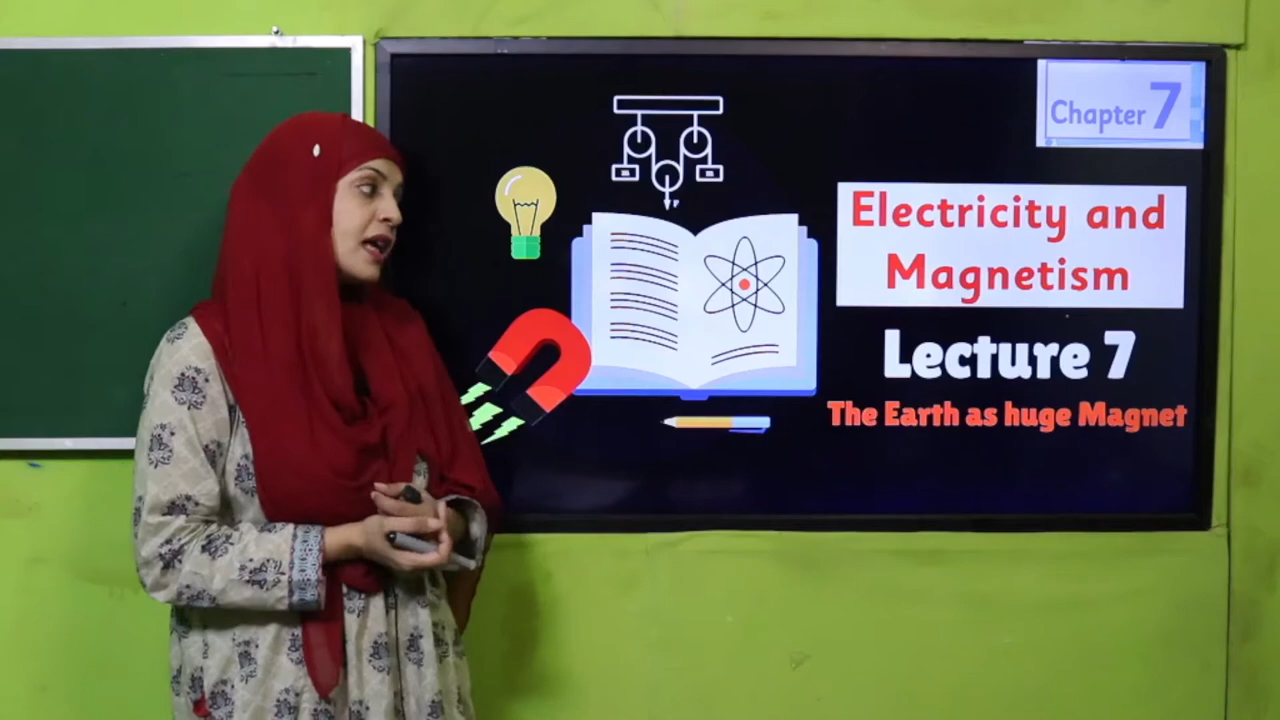 Chapter 7
Electricity and
Magnetism
Lecture 7
The Earth as huge Magnet